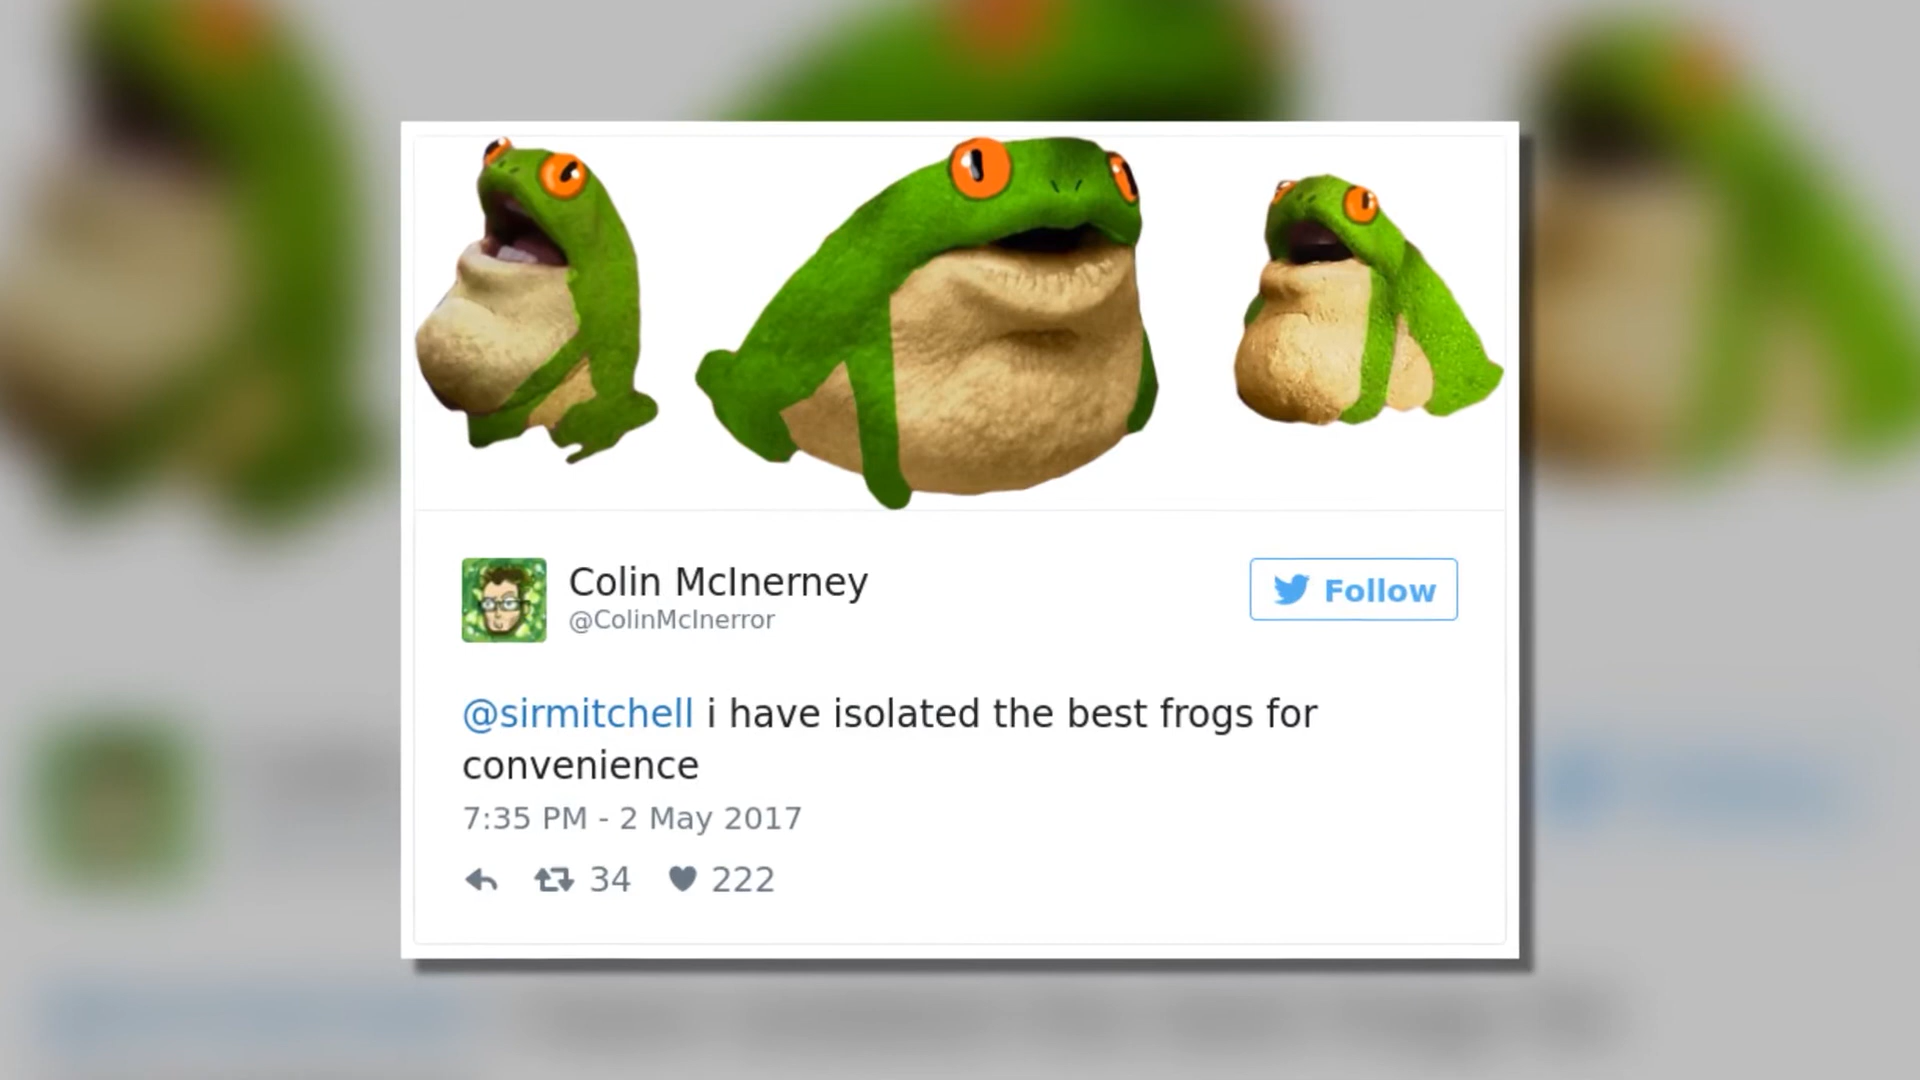 Colin McInerney
@ColinMcInerror
Follow
@sirmitchell i have isolated the best frogs for
convenience
7:35 PM - 2 May 2017
34 222